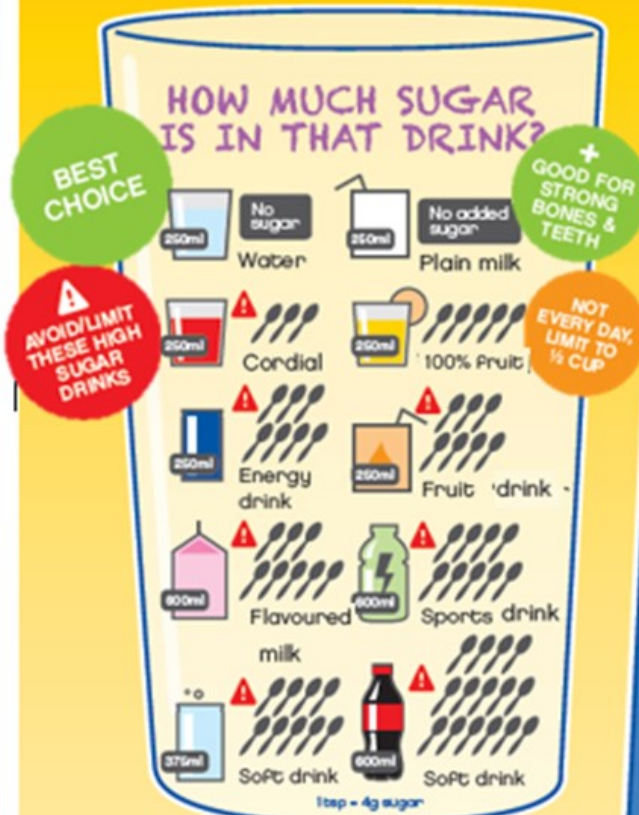 HOW MUCH SUGAR
IS IN THAT DRINK?
BEST
CHOICE
250ml
No
sugar
Water
250ml
No added
sugar
Plain milk
+
GOOD FOR
STRONG
BONES &
TEETH
!
AVOID/LIMIT
THESE HIGH
SUGAR
DRINKS
250ml
!
Cordial
250ml
100% fruit
NOT
EVERY DAY,
LIMIT TO
½ CUP
250ml
!
Energy
drink
250ml
!
Fruit drink
600ml
!
Flavoured
milk
600ml
!
Sports drink
375ml
!
Soft drink
600ml
!
Soft drink
1tsp = 4g sugar